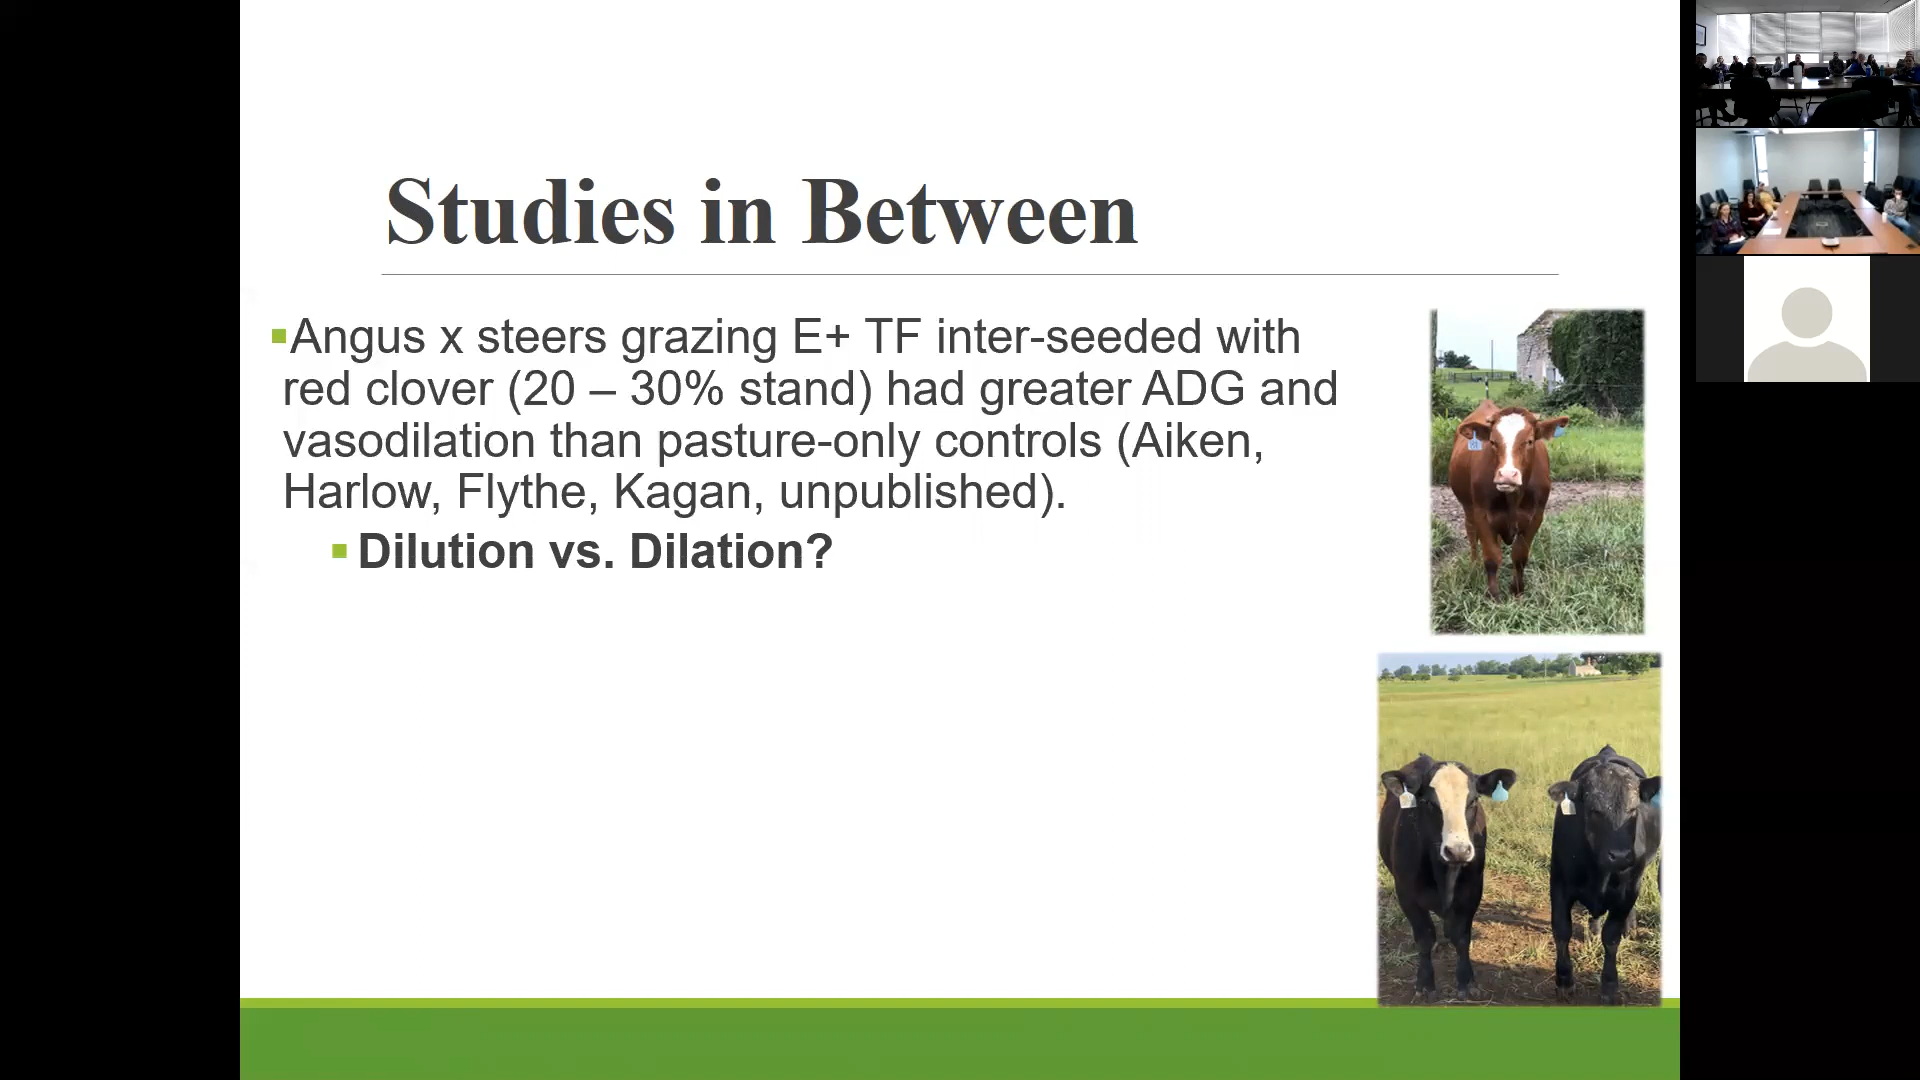 Studies in Between
Angus x steers grazing E+ TF inter-seeded with
red clover (20 – 30% stand) had greater ADG and
vasodilation than pasture-only controls (Aiken,
Harlow, Flythe, Kagan, unpublished).
Dilution vs. Dilation?